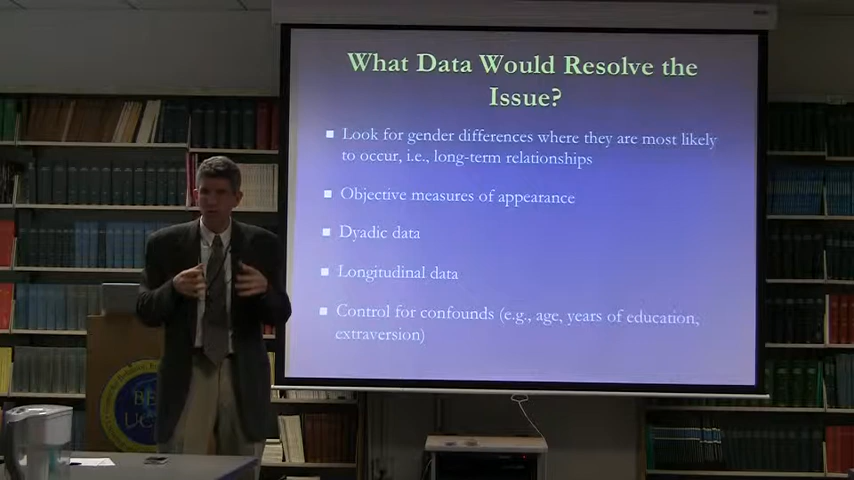 What Data Would Resolve the
Issue?
■ Look for gender differences where they are most likely
to occur, i.e., long-term relationships
■ Objective measures of appearance
■ Dyadic data
■ Longitudinal data
■ Control for confounds (e.g., age, years of education,
extraversion)